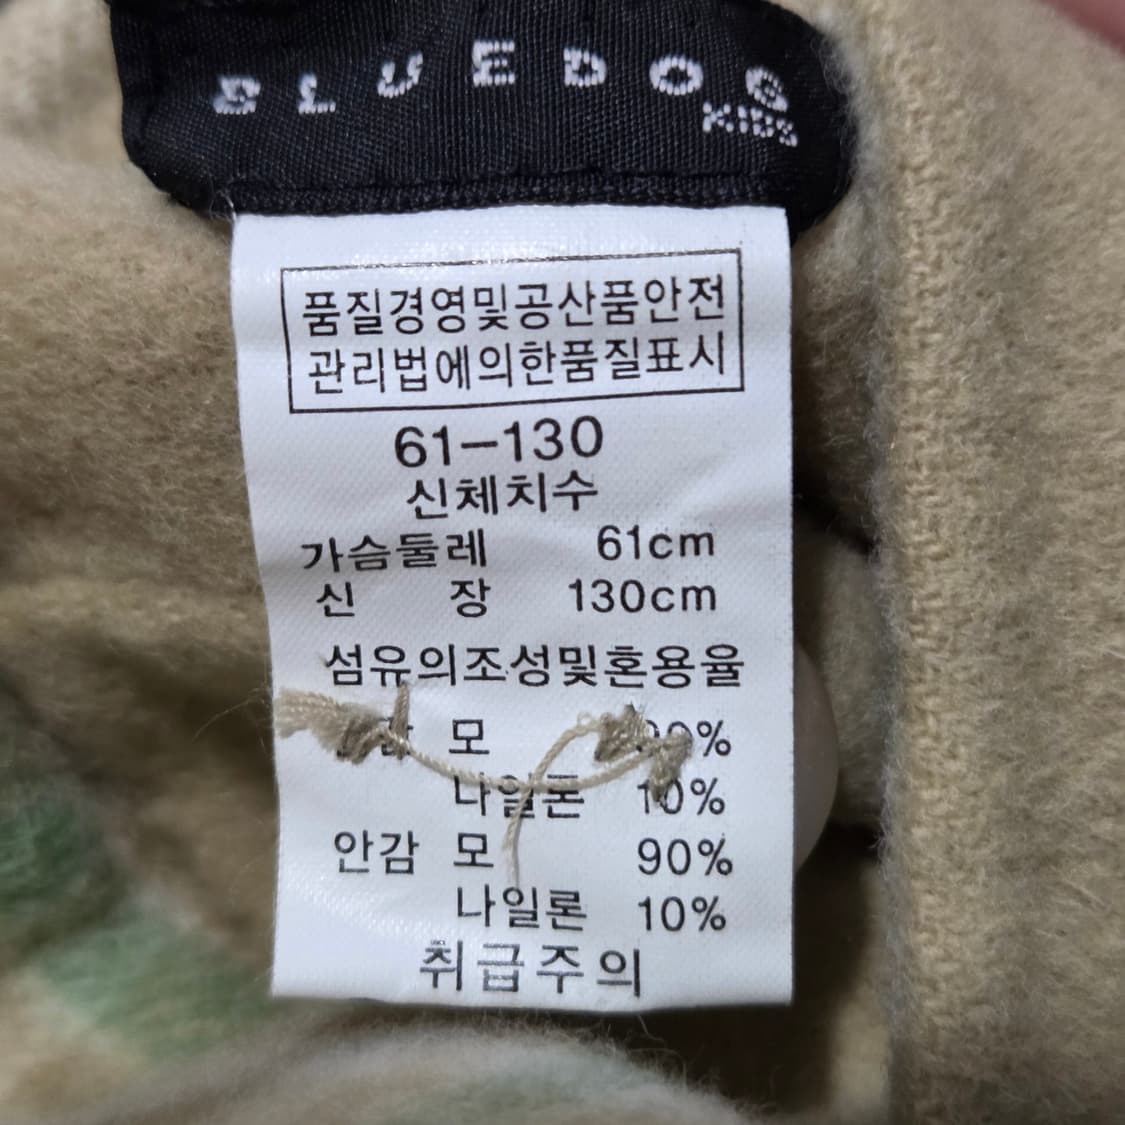 BLUEDOG
KIDS
품질경영및공산품안전
관리법에의한품질표시
61-130
신체치수
가슴둘레 61cm
신 장 130cm
섬유의조성및혼용율
모
나일론 10%
안감 모 90%
나일론 10%
취급주의